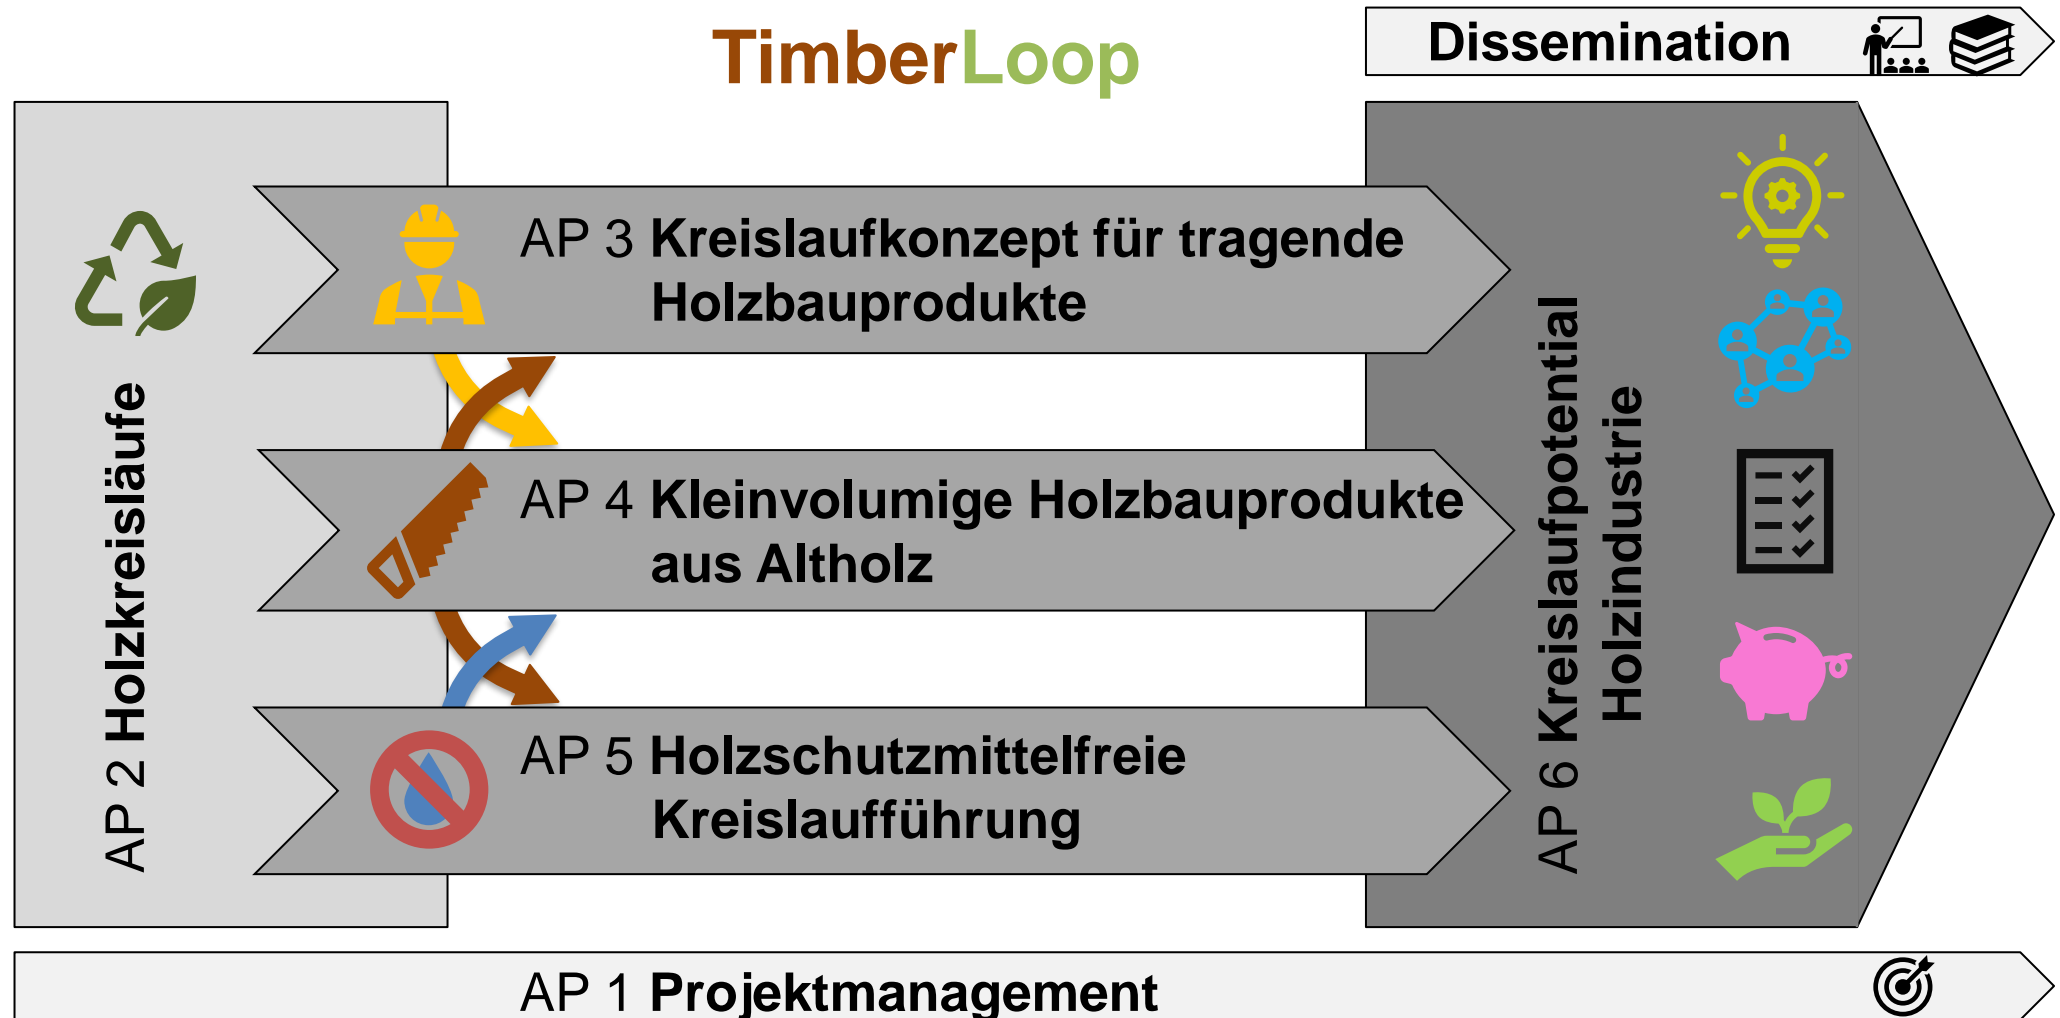 TimberLoop
Dissemination
AP 2 Holzkreisläufe
AP 3 Kreislaufkonzept für tragende
Holzbauprodukte
AP 4 Kleinvolumige Holzbauprodukte
aus Altholz
AP 5 Holzschutzmittelfreie
Kreislaufführung
AP 6 Kreislaufpotential
Holzindustrie
AP 1 Projektmanagement